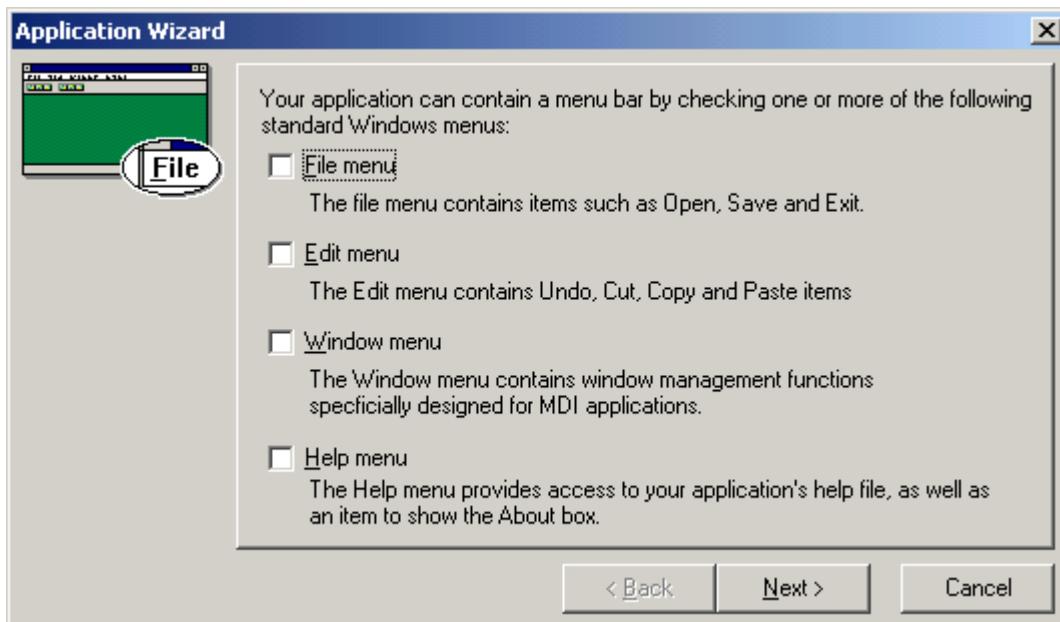 Application Wizard
File
Your application can contain a menu bar by checking one or more of the following
standard Windows menus:
File menu
The file menu contains items such as Open, Save and Exit.
Edit menu
The Edit menu contains Undo, Cut, Copy and Paste items
Window menu
The Window menu contains window management functions
specficially designed for MDI applications.
Help menu
The Help menu provides access to your application's help file, as well as
an item to show the About box.
< Back
Next >
Cancel